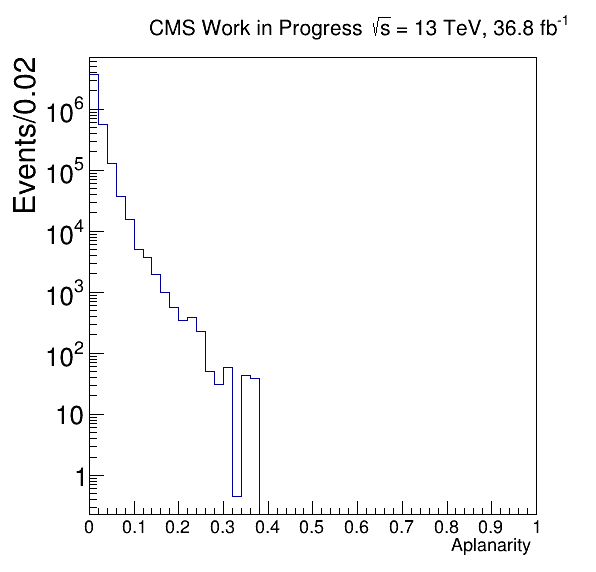 CMS Work in Progress √s = 13 TeV, 36.8 fb⁻¹
Events/0.02
10⁶
10⁵
10⁴
10³
10²
10
1
0 0.1 0.2 0.3 0.4 0.5 0.6 0.7 0.8 0.9 1
Aplanarity